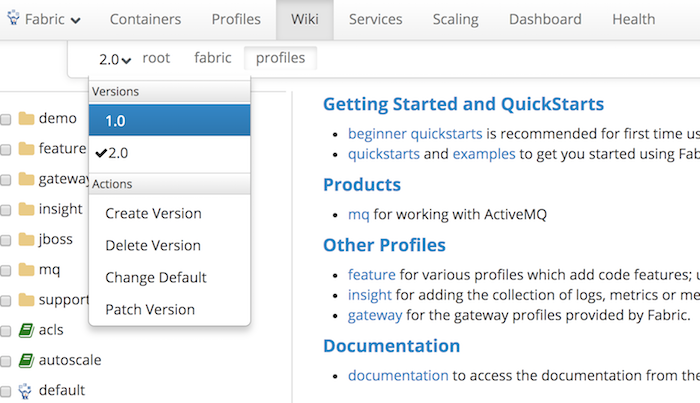 Fabric Containers Profiles Wiki Services Scaling Dashboard Health
2.0 root fabric profiles
Versions
1.0
2.0
Actions
Create Version
Delete Version
Change Default
Patch Version
demo
feature
gateway
insight
jboss
mq
support
acls
autoscale
default
Getting Started and QuickStarts
beginner quickstarts is recommended for first time us
quickstarts and examples to get you started using Fab
Products
mq for working with ActiveMQ
Other Profiles
feature for various profiles which add code features; u
insight for adding the collection of logs, metrics or me
gateway for the gateway profiles provided by Fabric.
Documentation
documentation to access the documentation from the